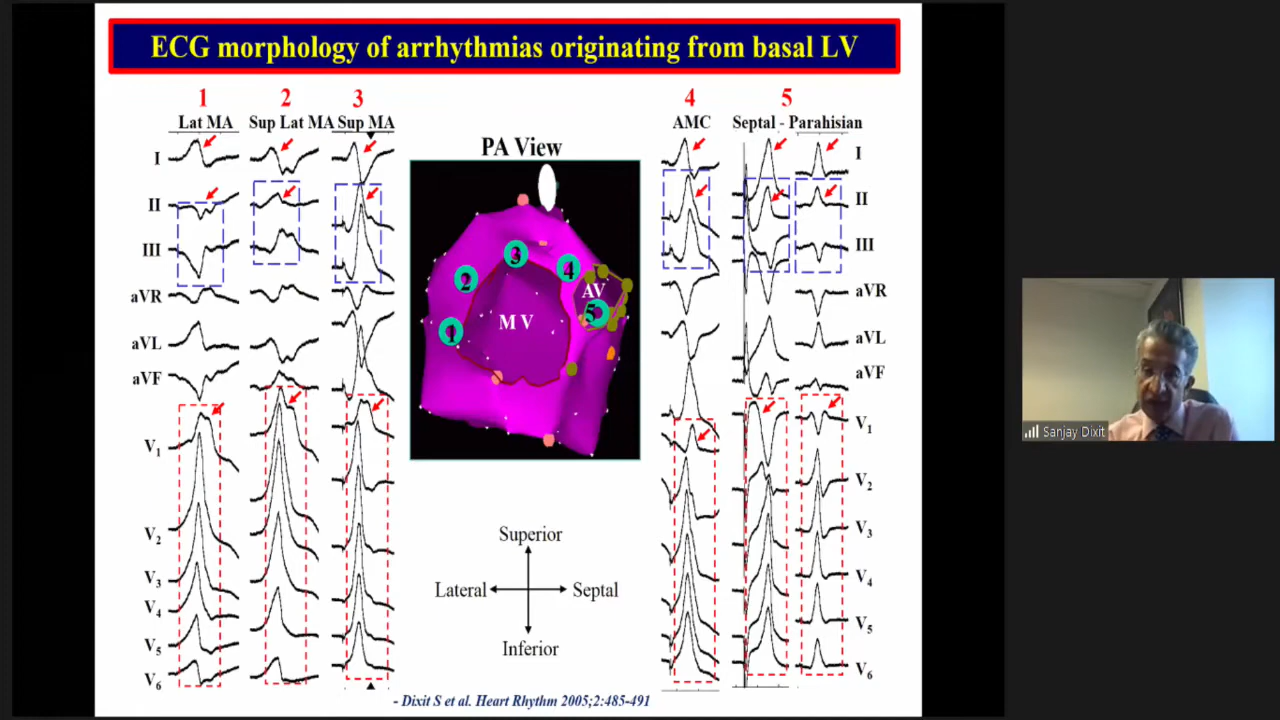 ECG morphology of arrhythmias originating from basal LV
1 2 3 4 5
Lat MA Sup Lat MA Sup MA AMC Septal - Parahisian
PA View
I
II
III
aVR
aVL
aVF
V1
V2
V3
V4
V5
V6
3
4
2
AV
5
1
MV
I
II
III
aVR
aVL
aVF
V1
V2
V3
V4
V5
V6
Superior
Lateral Septal
Inferior
- Dixit S et al. Heart Rhythm 2005;2:485-491
Sanjay Dixit